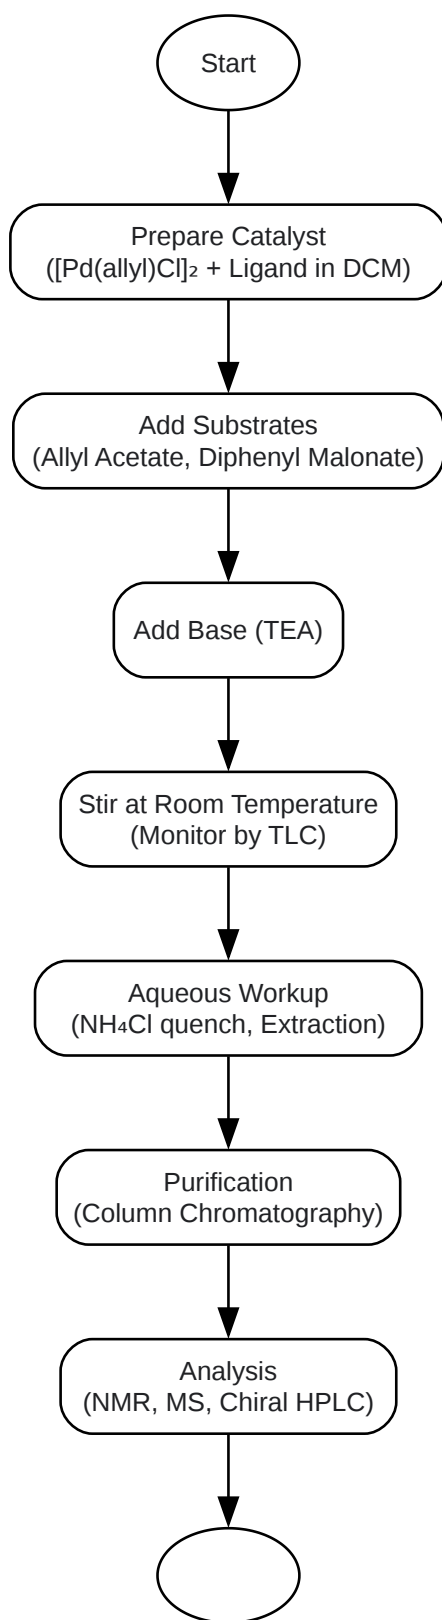 Start
Prepare Catalyst
([Pd(allyl)Cl]₂ + Ligand in DCM)
Add Substrates
(Allyl Acetate, Diphenyl Malonate)
Add Base (TEA)
Stir at Room Temperature
(Monitor by TLC)
Aqueous Workup
(NH₄Cl quench, Extraction)
Purification
(Column Chromatography)
Analysis
(NMR, MS, Chiral HPLC)